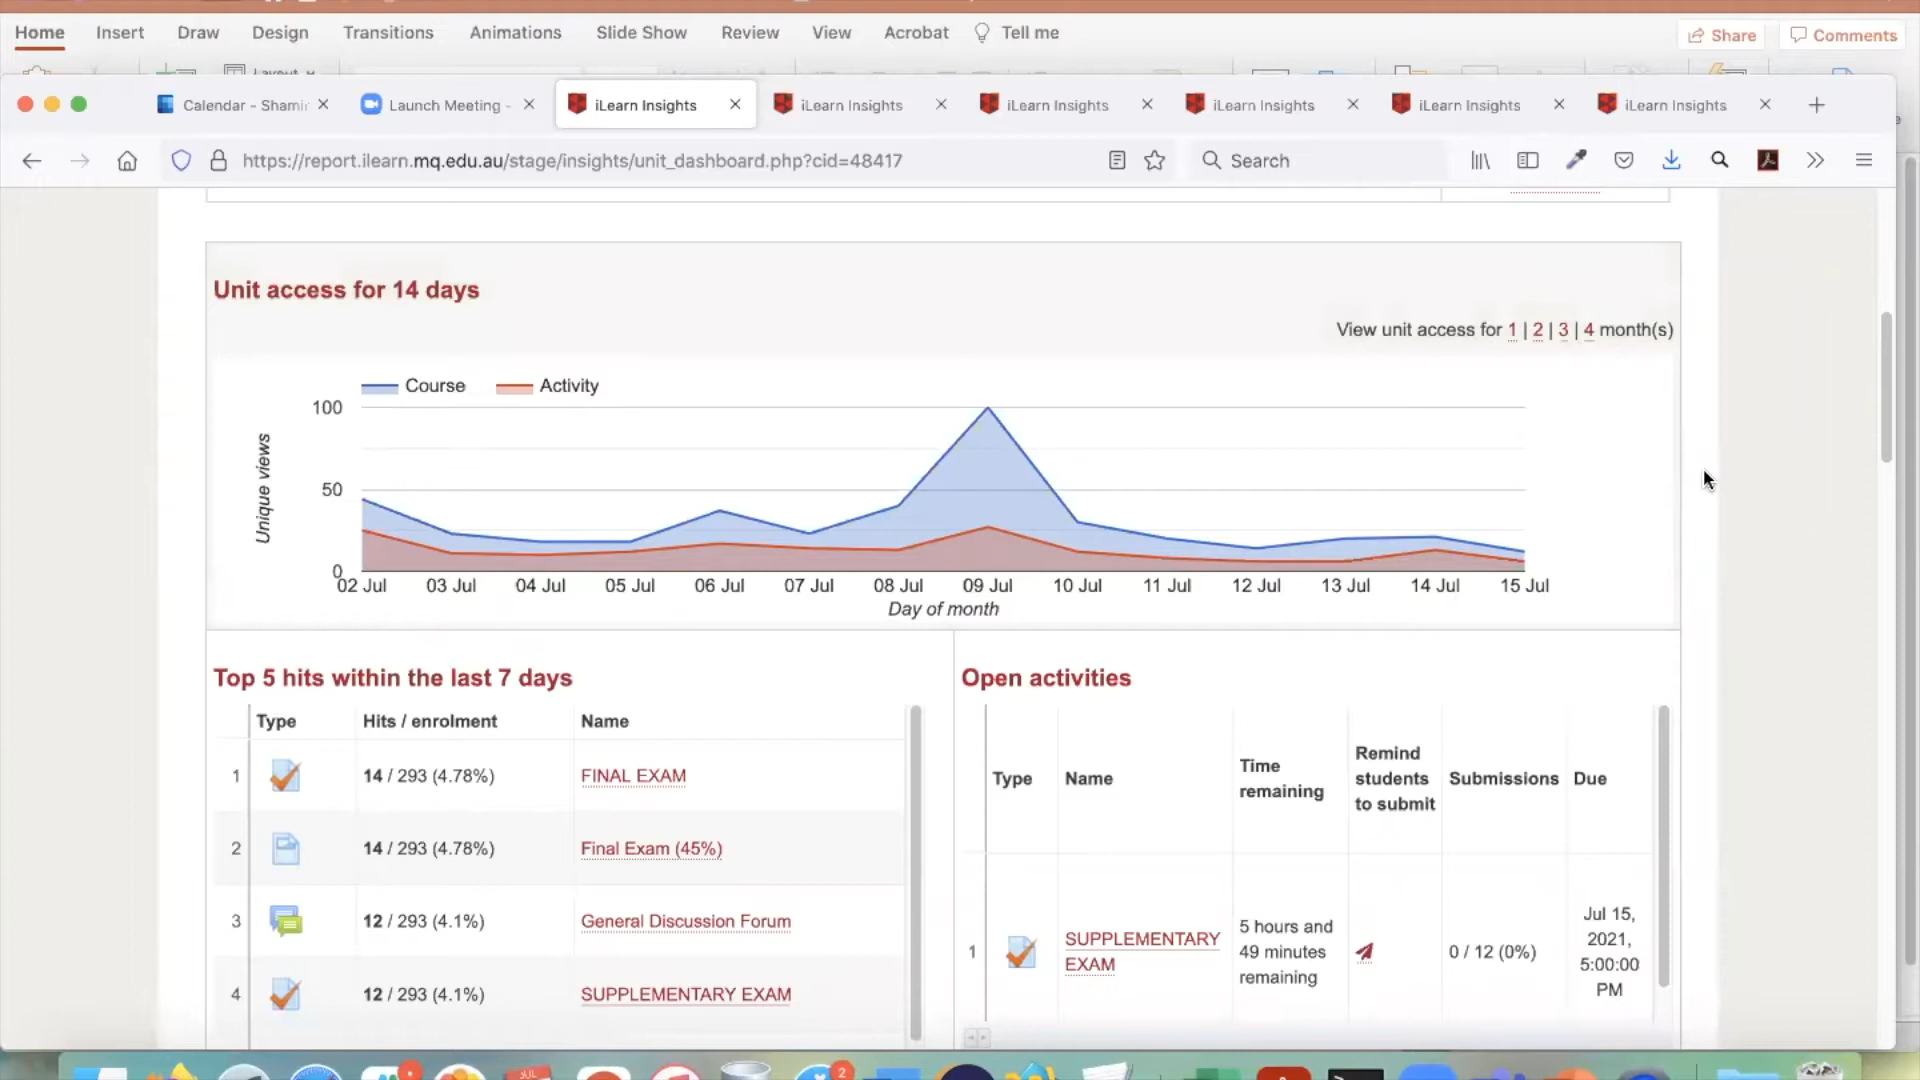 Home Insert Draw Design Transitions Animations Slide Show Review View Acrobat Tell me Share Comments
Calendar - Shami Launch Meeting - iLearn Insights iLearn Insights iLearn Insights iLearn Insights iLearn Insights iLearn Insights
https://report.ilearn.mq.edu.au/stage/insights/unit_dashboard.php?cid=48417 Search
Unit access for 14 days
View unit access for 1 | 2 | 3 | 4 month(s)
Course Activity
100
50
0
Unique views
02 Jul 03 Jul 04 Jul 05 Jul 06 Jul 07 Jul 08 Jul 09 Jul 10 Jul 11 Jul 12 Jul 13 Jul 14 Jul 15 Jul
Day of month
Top 5 hits within the last 7 days
Type Hits / enrolment Name
1 14 / 293 (4.78%) FINAL EXAM
2 14 / 293 (4.78%) Final Exam (45%)
3 12 / 293 (4.1%) General Discussion Forum
4 12 / 293 (4.1%) SUPPLEMENTARY EXAM
Open activities
Type Name Time remaining Remind students to submit Submissions Due
1 SUPPLEMENTARY EXAM 5 hours and 49 minutes remaining 0 / 12 (0%) Jul 15, 2021, 5:00:00 PM
JUL
2